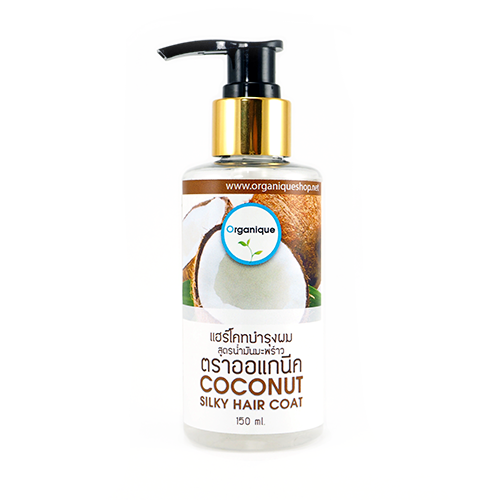 www.organiqueshop.net
Organique
แฮร์โคทบำรุงผม
สูตรน้ำมันมะพร้าว
ตราออแกนีค
COCONUT
SILKY HAIR COAT
150 ml.